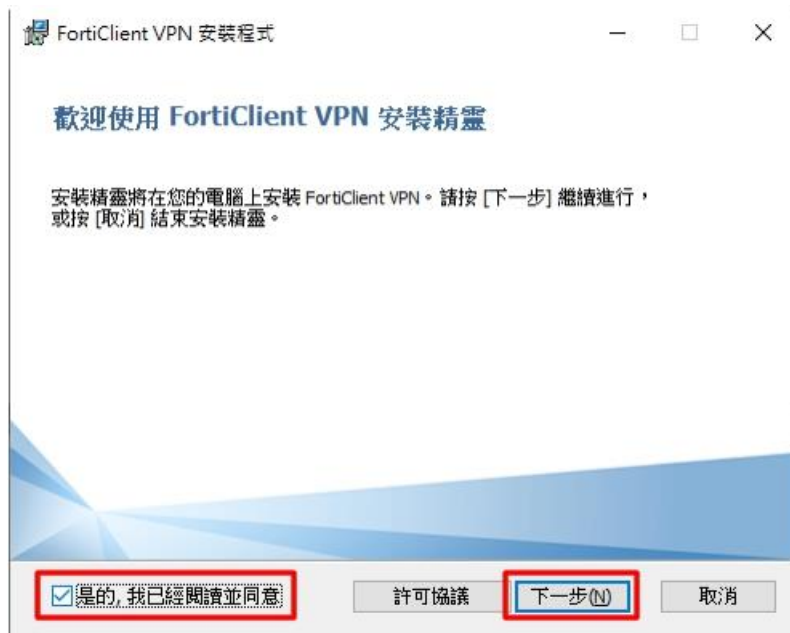 FortiClient VPN 安裝程式
歡迎使用 FortiClient VPN 安裝精靈
安裝精靈將在您的電腦上安裝 FortiClient VPN。請按 [下一步] 繼續進行，
或按 [取消] 結束安裝精靈。
是的, 我已經閱讀並同意
許可協議
下一步(N)
取消